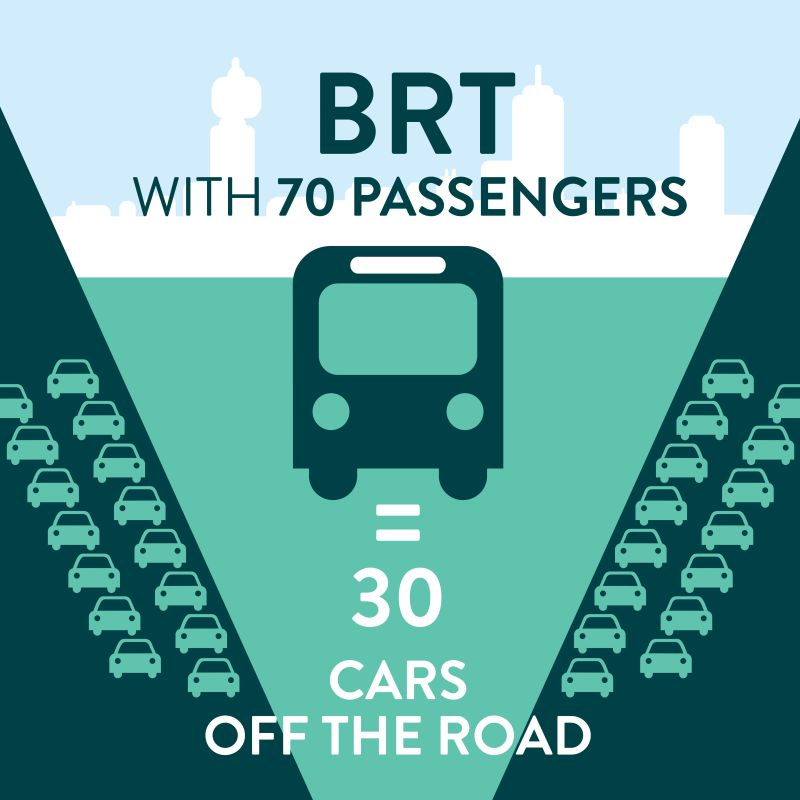 BRT
WITH 70 PASSENGERS
=
30
CARS
OFF THE ROAD